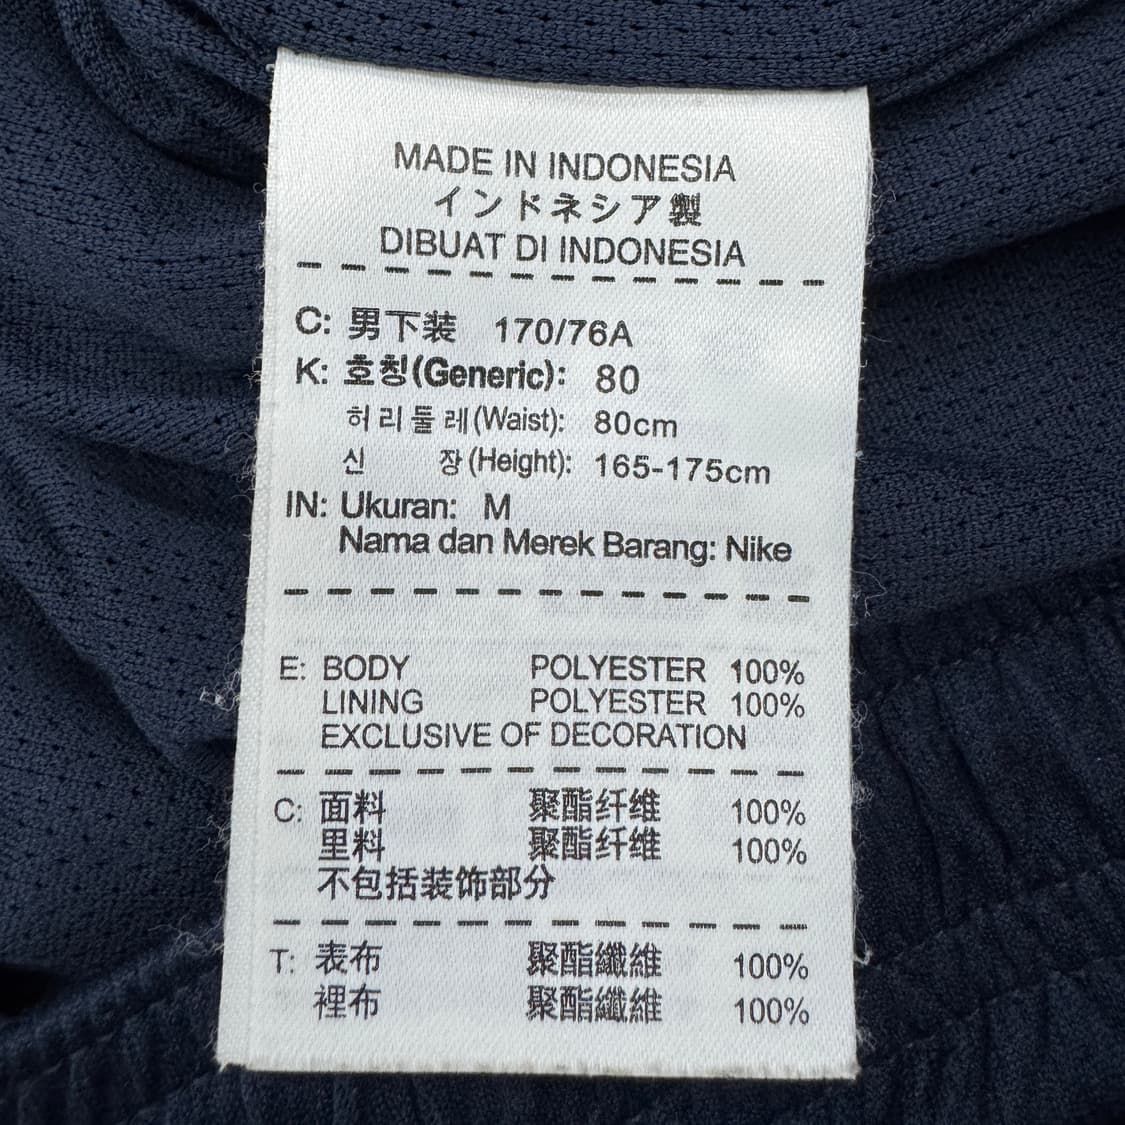 MADE IN INDONESIA
インドネシア製
DIBUAT DI INDONESIA
C: 男下装 170/76A
K: 호칭(Generic): 80
허리둘레(Waist): 80cm
신 장(Height): 165-175cm
IN: Ukuran: M
Nama dan Merek Barang: Nike
E: BODY POLYESTER 100%
LINING POLYESTER 100%
EXCLUSIVE OF DECORATION
C: 面料 聚酯纤维 100%
里料 聚酯纤维 100%
不包括装饰部分
T: 表布 聚酯纖維 100%
裡布 聚酯纖維 100%